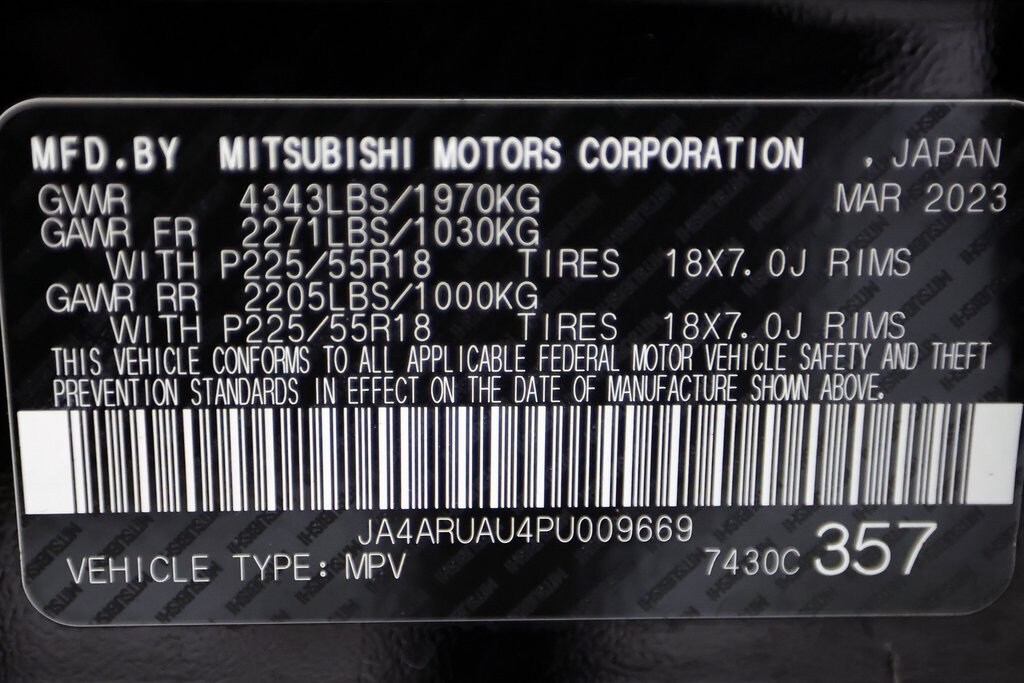 MFD.BY MITSUBISHI MOTORS CORPORATION , JAPAN
GVWR 4343LBS/1970KG MAR 2023
GAWR FR 2271LBS/1030KG
WITH P225/55R18 TIRES 18X7.0J RIMS
GAWR RR 2205LBS/1000KG
WITH P225/55R18 TIRES 18X7.0J RIMS
THIS VEHICLE CONFORMS TO ALL APPLICABLE FEDERAL MOTOR VEHICLE SAFETY AND THEFT
PREVENTION STANDARDS IN EFFECT ON THE DATE OF MANUFACTURE SHOWN ABOVE.
JA4ARUAU4PU009669
VEHICLE TYPE: MPV 7430C 357